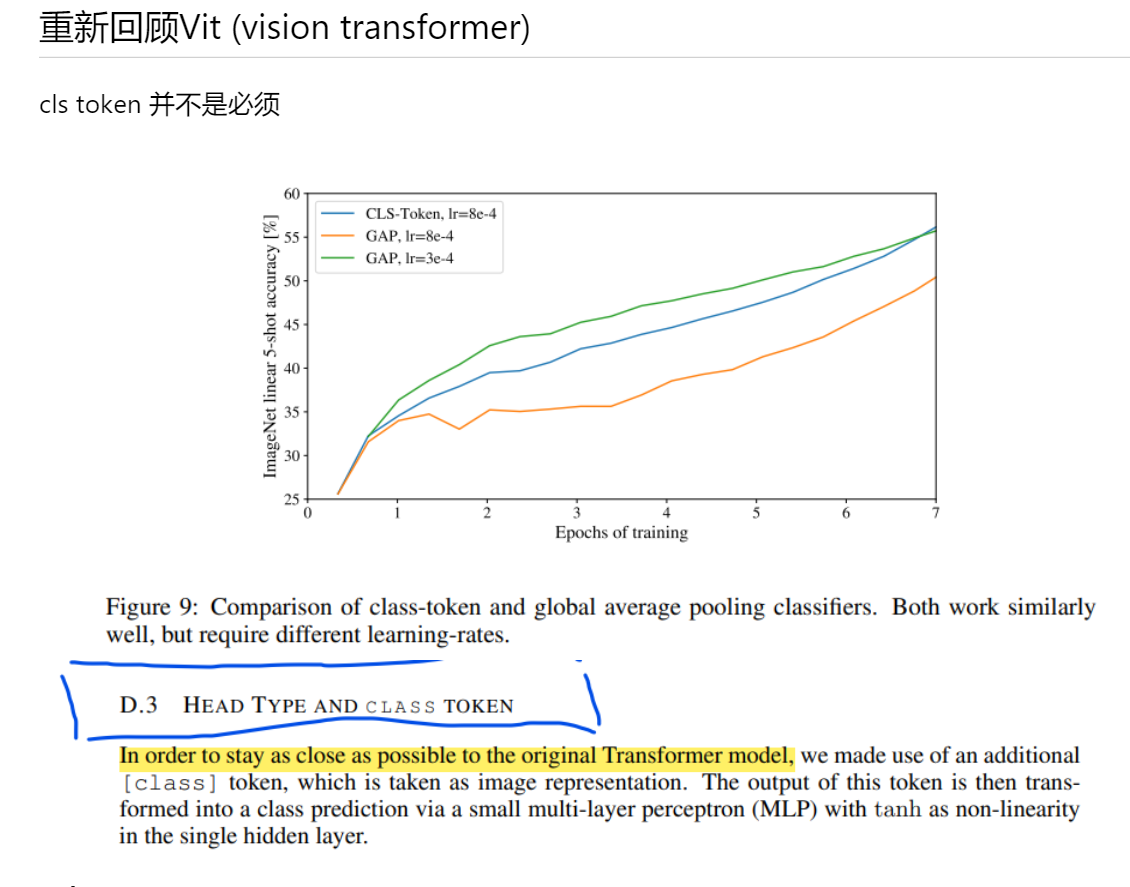 重新回顾Vit (vision transformer)
cls token 并不是必须
60
55
50
45
40
35
30
25
ImageNet linear 5-shot accuracy [%]
CLS-Token, lr=8e-4
GAP, lr=8e-4
GAP, lr=3e-4
0 1 2 3 4 5 6 7
Epochs of training
Figure 9: Comparison of class-token and global average pooling classifiers. Both work similarly
well, but require different learning-rates.
D.3 HEAD TYPE AND CLASS TOKEN
In order to stay as close as possible to the original Transformer model, we made use of an additional
[class] token, which is taken as image representation. The output of this token is then trans-
formed into a class prediction via a small multi-layer perceptron (MLP) with tanh as non-linearity
in the single hidden layer.